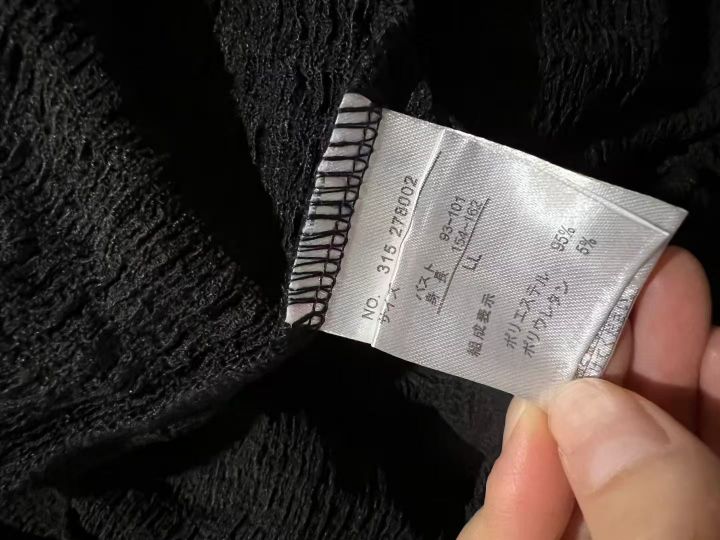 NO. 315 278002
サイズ
バスト 93-101
身長 154-162
LL
組成表示
ポリエステル 95%
ポリウレタン 5%